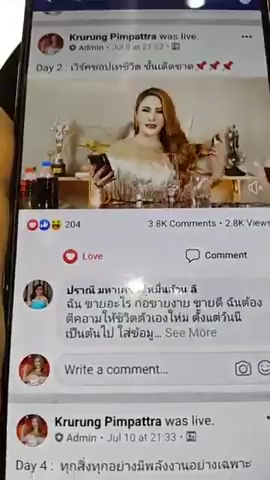 Krurung Pimpattra was live.
Admin · Jul 8 at 21:52 ·
Day 2 : เวิร์คชอปเทชีวิต ขั้นเด็ดขาด📌📌📌
204
3.8K Comments · 2.8K Views
Love
Comment
ฉัน ขายอะไร ก็ขายง่าย ขายดี ฉันต้อง
ติดอาวุธให้ชีวิตตัวเองใหม่ ตั้งแต่วันนี้
เป็นต้นไป ใส่ข้อมู... See More
Write a comment...
Krurung Pimpattra was live.
Admin · Jul 10 at 21:33 ·
Day 4 : ทุกสิ่งทุกอย่างมีพลังงานอย่างเฉพาะ